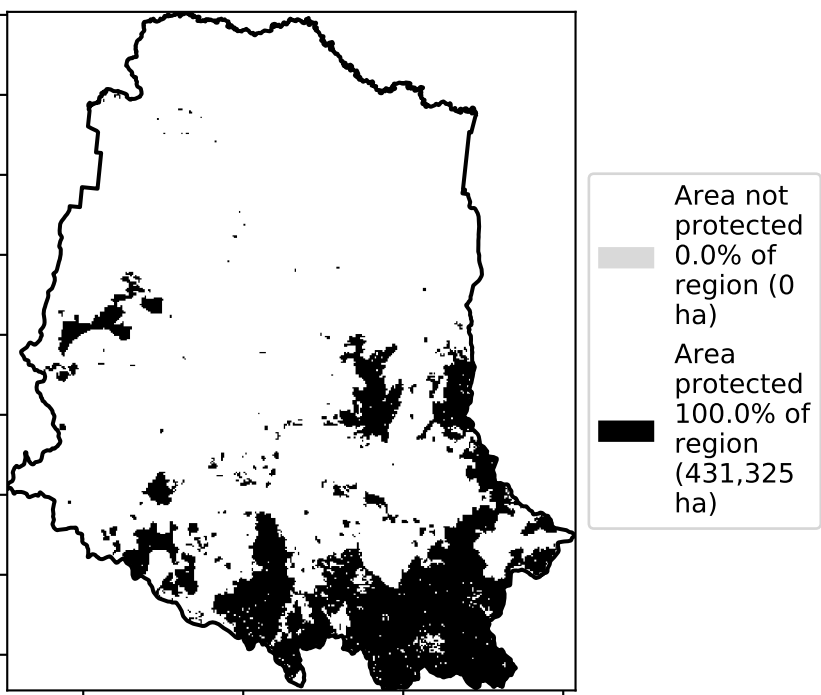 Area not
protected
0.0% of
region (0
ha)
Area
protected
100.0% of
region
(431,325
ha)